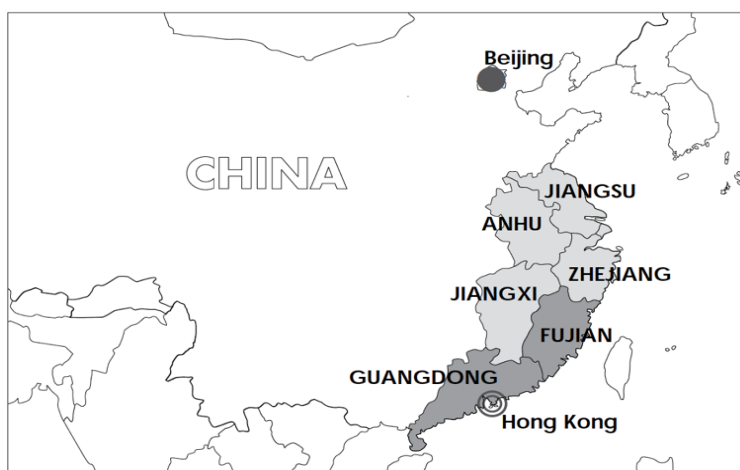 Beijing
CHINA
JIANGSU
ANHU
ZHEJIANG
JIANGXI
FUJIAN
GUANGDONG
Hong Kong